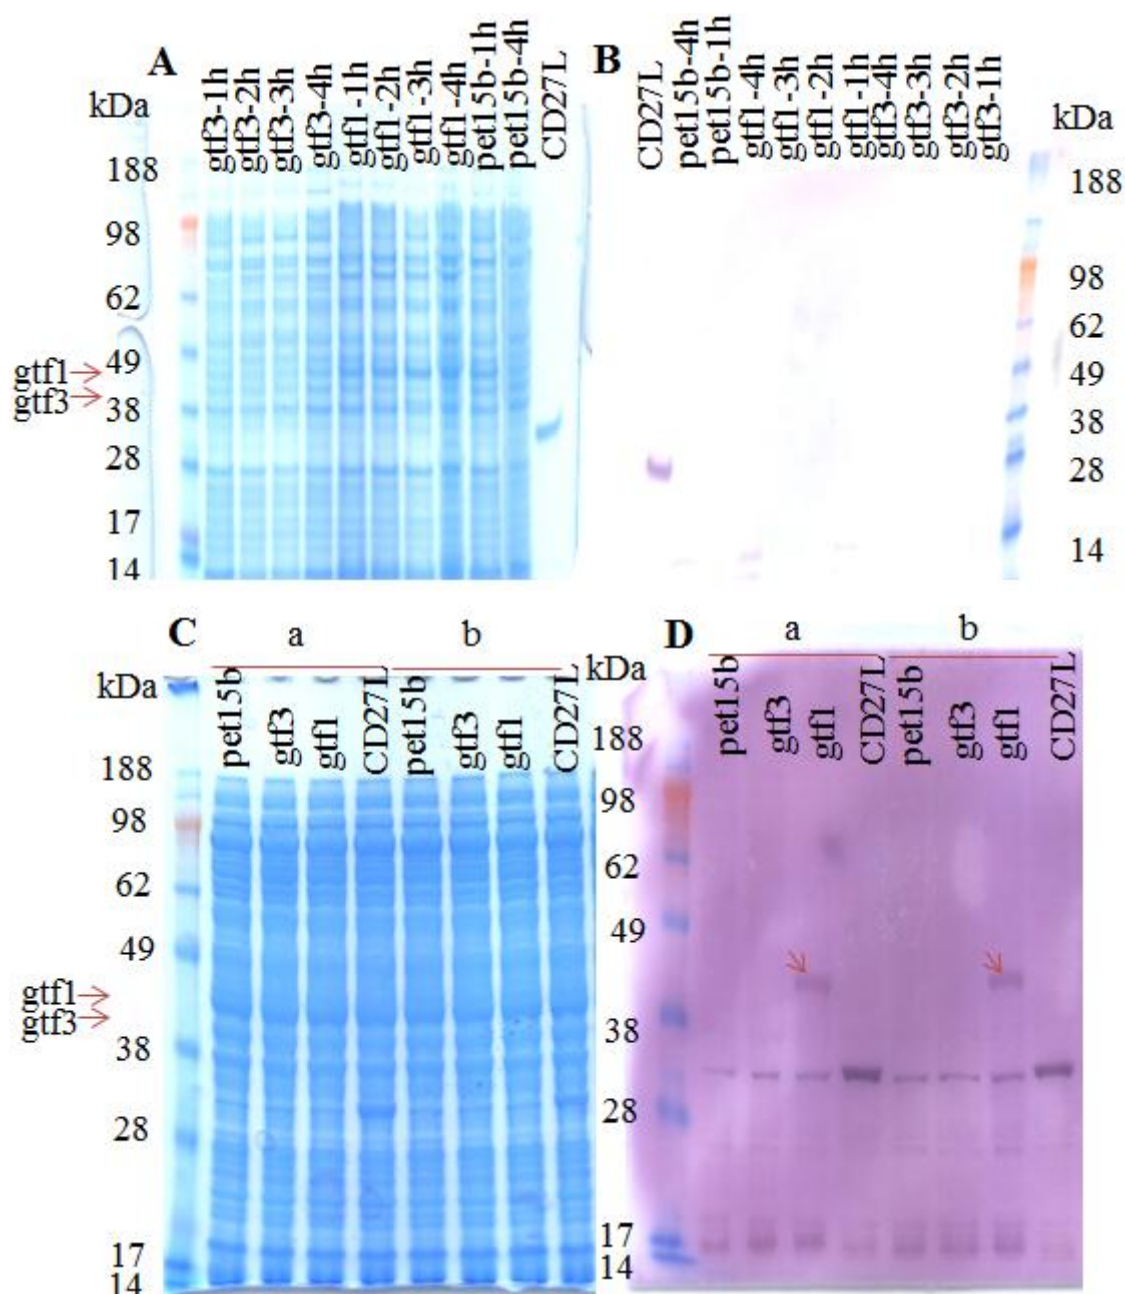 A
kDa
gtf3-1h
gtf3-2h
gtf3-3h
gtf3-4h
gtf1-1h
gtf1-2h
gtf1-3h
gtf1-4h
pet15b-1h
pet15b-4h
CD27L
188
98
62
49
38
28
17
14
gtf1
gtf3
B
CD27L
pet15b-4h
pet15b-1h
gtf1-4h
gtf1-3h
gtf1-2h
gtf1-1h
gtf3-4h
gtf3-3h
gtf3-2h
gtf3-1h
kDa
188
98
62
49
38
28
14
C
a
b
kDa
pet15b
gtf3
gtf1
CD27L
pet15b
gtf3
gtf1
CD27L
188
98
62
49
38
28
17
14
gtf1
gtf3
D
a
b
kDa
pet15b
gtf3
gtf1
CD27L
pet15b
gtf3
gtf1
CD27L
188
98
62
49
38
28
17
14